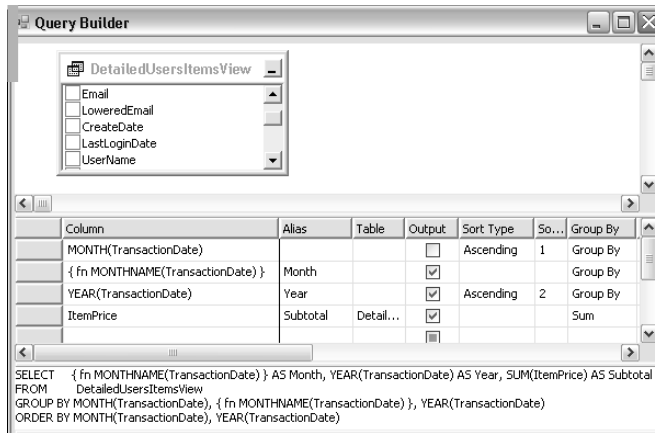 Query Builder
DetailedUsersItemsView
Email
LoweredEmail
CreateDate
LastLoginDate
UserName
Column Alias Table Output Sort Type So... Group By
MONTH(TransactionDate) Ascending 1 Group By
{ fn MONTHNAME(TransactionDate) } Month Group By
YEAR(TransactionDate) Year Ascending 2 Group By
ItemPrice Subtotal Detail... Sum
SELECT { fn MONTHNAME(TransactionDate) } AS Month, YEAR(TransactionDate) AS Year, SUM(ItemPrice) AS Subtotal
FROM DetailedUsersItemsView
GROUP BY MONTH(TransactionDate), { fn MONTHNAME(TransactionDate) }, YEAR(TransactionDate)
ORDER BY MONTH(TransactionDate), YEAR(TransactionDate)